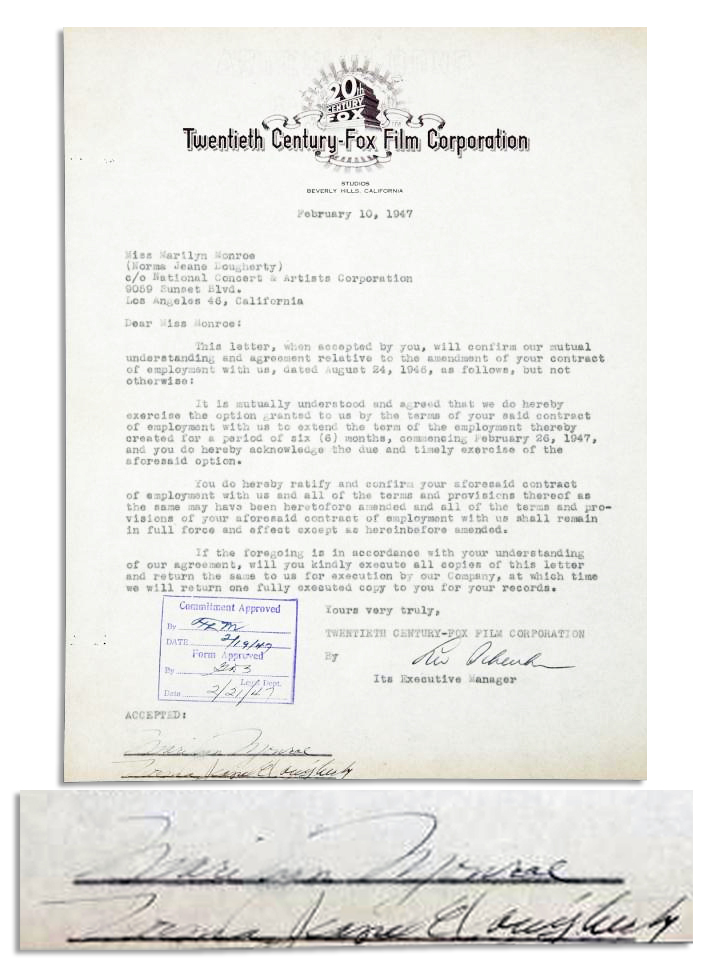 20th
CENTURY
FOX
Twentieth Century-Fox Film Corporation
STUDIOS
BEVERLY HILLS, CALIFORNIA
February 10, 1947
Miss Marilyn Monroe
(Norma Jeane Dougherty)
c/o National Concert & Artists Corporation
9059 Sunset Blvd.
Los Angeles 46, California
Dear Miss Monroe:
This letter, when accepted by you, will confirm our mutual
understanding and agreement relative to the amendment of your contract
of employment with us, dated August 24, 1946, as follows, but not
otherwise:
It is mutually understood and agreed that we do hereby
exercise the option granted to us by the terms of your said contract
of employment with us to extend the term of the employment thereby
created for a period of six (6) months, commencing February 26, 1947,
and you do hereby acknowledge the due and timely exercise of the
aforesaid option.
You do hereby ratify and confirm your aforesaid contract
of employment with us and all of the terms and provisions thereof as
the same may have been heretofore amended and all of the terms and pro-
visions of your aforesaid contract of employment with us shall remain
in full force and effect except as hereinbefore amended.
If the foregoing is in accordance with your understanding
of our agreement, will you kindly execute all copies of this letter
and return the same to us for execution by our Company, at which time
we will return one fully executed copy to you for your records.
Commitment Approved
By
DATE 2/19/47
Form Approved
By
Legal Dept.
Date 2/21/47
Yours very truly,
TWENTIETH CENTURY-FOX FILM CORPORATION
By Lew Schreiber
Its Executive Manager
ACCEPTED:
Marilyn Monroe
Norma Jeane Dougherty
Marilyn Monroe
Norma Jeane Dougherty